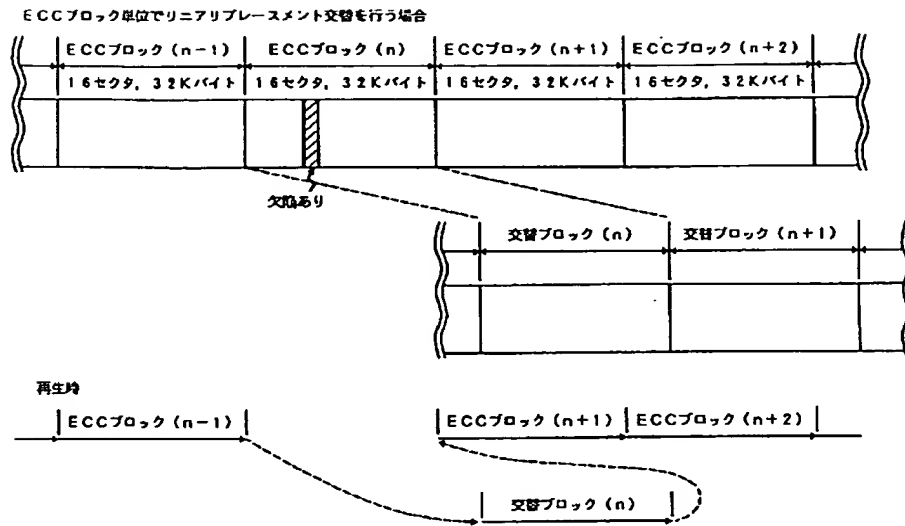 ECCブロック単位でリニアリプレースメント交替を行う場合
ECCブロック(n-1) ECCブロック(n) ECCブロック(n+1) ECCブロック(n+2)
16セクタ,32Kバイト 16セクタ,32Kバイト 16セクタ,32Kバイト 16セクタ,32Kバイト
欠陥あり
交替ブロック(n) 交替ブロック(n+1)
再生時
ECCブロック(n-1) ECCブロック(n+1) ECCブロック(n+2)
交替ブロック(n)